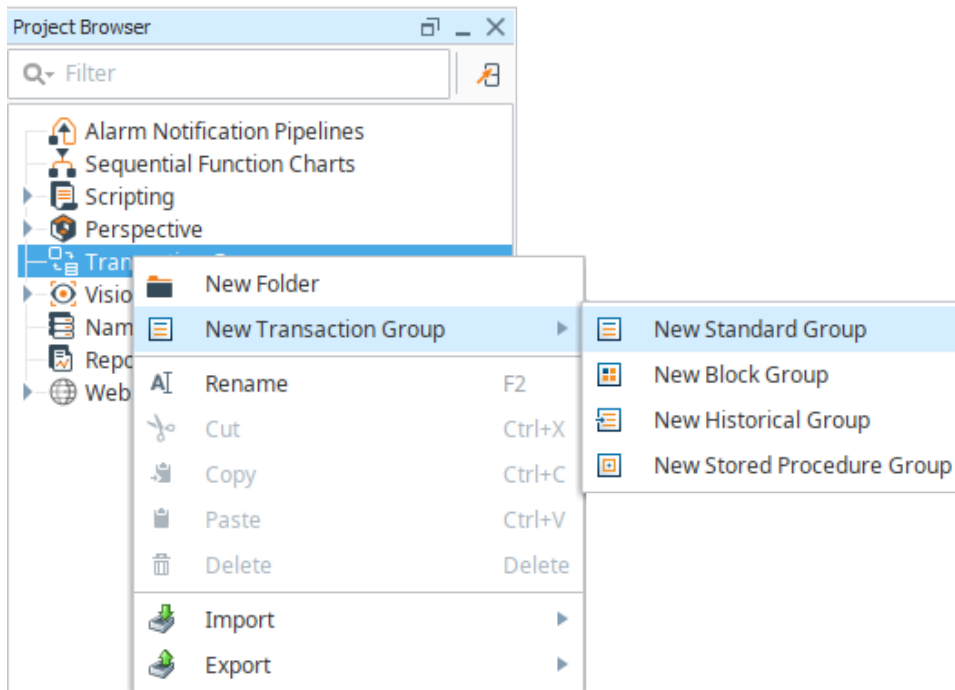 Project Browser
Filter
Alarm Notification Pipelines
Sequential Function Charts
Scripting
Perspective
New Folder
New Transaction Group
New Standard Group
New Block Group
New Historical Group
New Stored Procedure Group
Rename F2
Cut Ctrl+X
Copy Ctrl+C
Paste Ctrl+V
Delete Delete
Import
Export